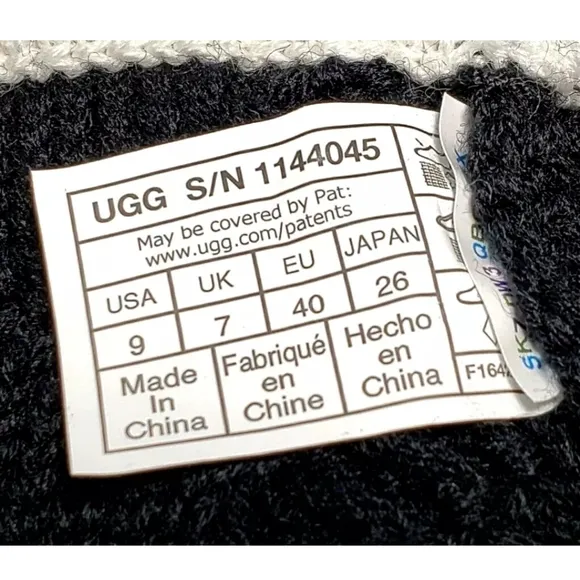 UGG S/N 1144045
May be covered by Pat:
www.ugg.com/patents
USA UK EU JAPAN
9 7 40 26
Made In China
Fabriqué en Chine
Hecho en China